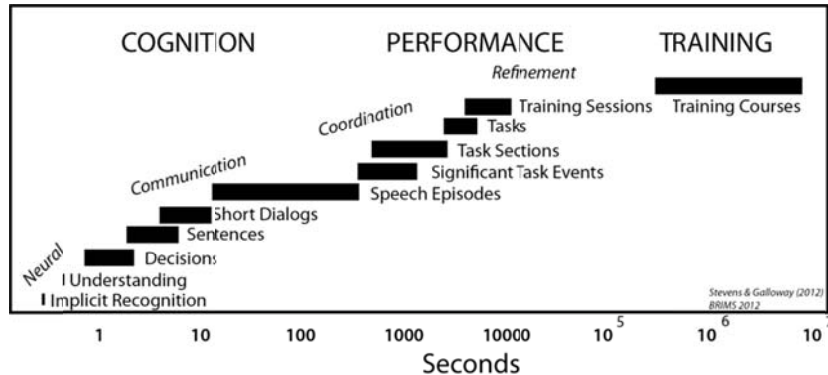 COGNITION PERFORMANCE TRAINING
Refinement
Training Sessions Training Courses
Coordination
Tasks
Task Sections
Communication
Significant Task Events
Speech Episodes
Short Dialogs
Sentences
Neural
Decisions
Understanding
Implicit Recognition
Stevens & Galloway (2012)
BRIMS 2012
1 10 100 1000 10000 10^5 10^6
Seconds